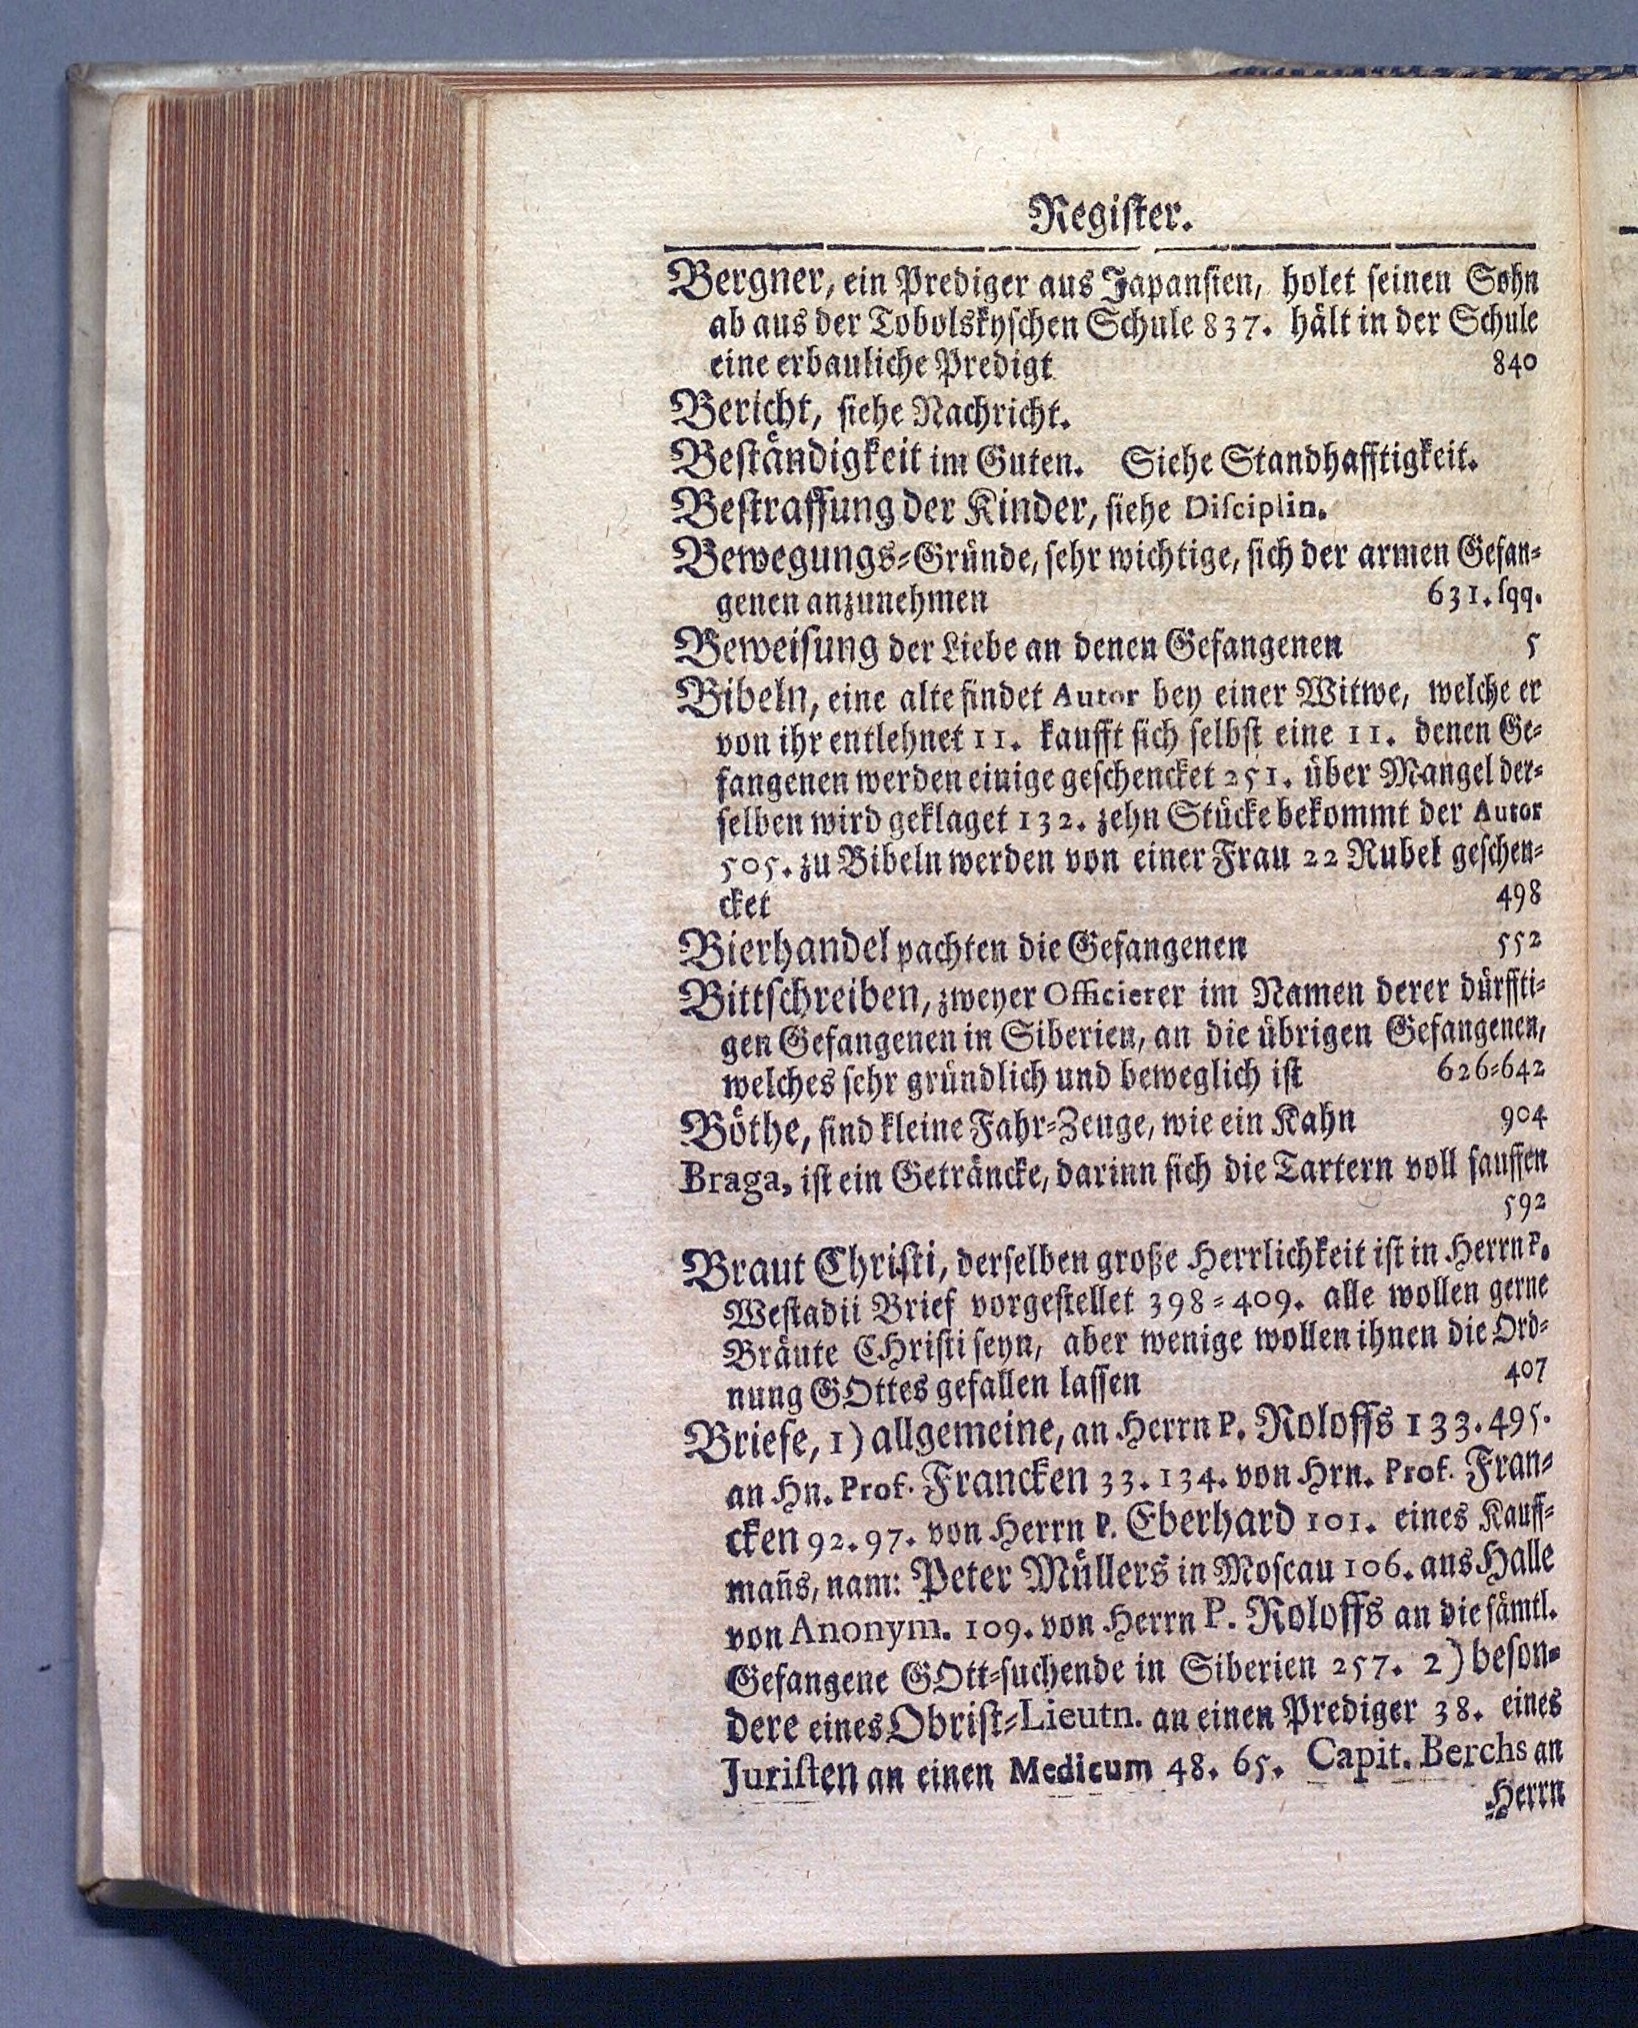 Regiſter.
Bergner, ein Prediger aus Japanſien, holet ſeinen Sohn
ab aus der Tobolskyſchen Schule 837. hält in der Schule
eine erbauliche Predigt 840
Bericht, ſiehe Nachricht.
Beſtändigkeit im Guten. Siehe Standhafftigkeit.
Beſtraffung der Kinder, ſiehe Diſciplin.
Bewegungs-Gründe, ſehr wichtige, ſich der armen Gefan-
genen anzunehmen 631. ſqq.
Beweiſung der Liebe an denen Gefangenen 5
Bibeln, eine alte findet Autor bey einer Witwe, welche er
von ihr entlehnet 11. kaufft ſich ſelbſt eine 11. denen Ge-
fangenen werden einige geſchencket 251. über Mangel der-
ſelben wird geklaget 132. zehn Stücke bekommt der Autor
505. zu Bibeln werden von einer Frau 22 Rubel geſchen-
cket 498
Bierhandel pachten die Gefangenen 552
Bittſchreiben, zweyer Officierer im Namen derer dürffti-
gen Gefangenen in Siberien, an die übrigen Gefangenen,
welches ſehr gründlich und beweglich iſt 626-642
Böthe, ſind kleine Fahr-Zeuge, wie ein Kahn 904
Braga, iſt ein Geträncke, darinn ſich die Tartern voll ſauffen
592
Braut Chriſti, derſelben große Herrlichkeit iſt in Herrn P.
Weſtadii Brief vorgeſtellet 398-409. alle wollen gerne
Bräute CHriſti ſeyn, aber wenige wollen ihnen die Ord-
nung GOttes gefallen laſſen 407
Briefe, 1) allgemeine, an Herrn P. Roloffs 133. 495.
an Hn. Prof. Francken 33. 134. von Hrn. Prof. Fran-
cken 92. 97. von Herrn P. Eberhard 101. eines Kauff-
mañs, nam: Peter Müllers in Moſcau 106. aus Halle
von Anonym. 109. von Herrn P. Roloffs an die ſämtl.
Gefangene GOtt-ſuchende in Siberien 257. 2) beſon-
dere eines Obriſt-Lieutn. an einen Prediger 38. eines
Juriſten an einen Medicum 48. 65. Capit. Berchs an
Herrn